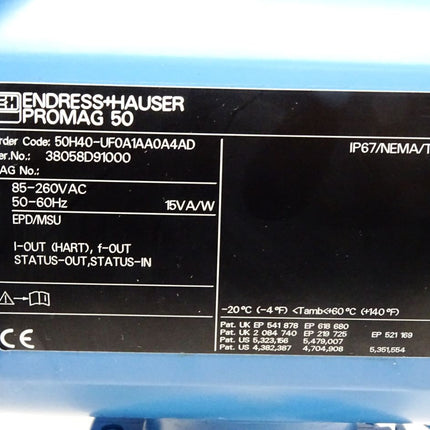 EH ENDRESS+HAUSER
PROMAG 50
rder Code: 50H40-UF0A1AA0A4AD
er.No.: 38058D91000
AG No.:
IP67/NEMA/T
85-260VAC
50-60Hz 15VA/W
EPD/MSU
I-OUT (HART), f-OUT
STATUS-OUT,STATUS-IN
-20°C (-4°F) <Tamb<+60°C (+140°F)
Pat. UK EP 541 878 EP 618 680
Pat. UK 2 084 740 EP 219 725 EP 521 169
Pat. US 5,323,156 5,479,007
Pat. US 4,382,387 4,704,908 5,351,554
CE